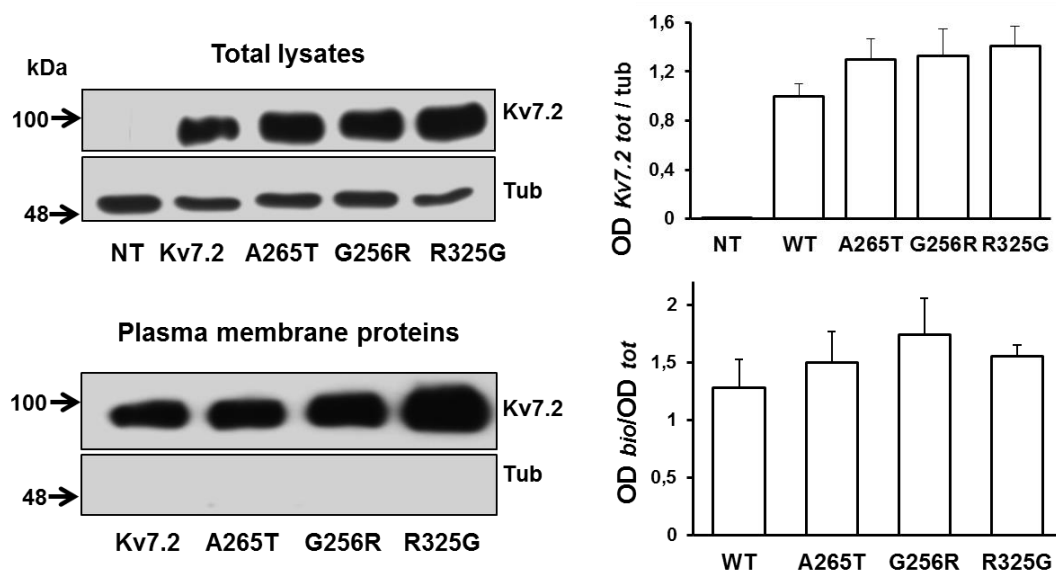 Total lysates
kDa
100
Kv7.2
Tub
48
NT Kv7.2 A265T G256R R325G
Plasma membrane proteins
100
Kv7.2
Tub
48
Kv7.2 A265T G256R R325G
OD Kv7.2 tot / tub
1,6
1,2
0,8
0,4
0
NT WT A265T G256R R325G
OD bio/OD tot
2
1,5
1
0,5
0
WT A265T G256R R325G